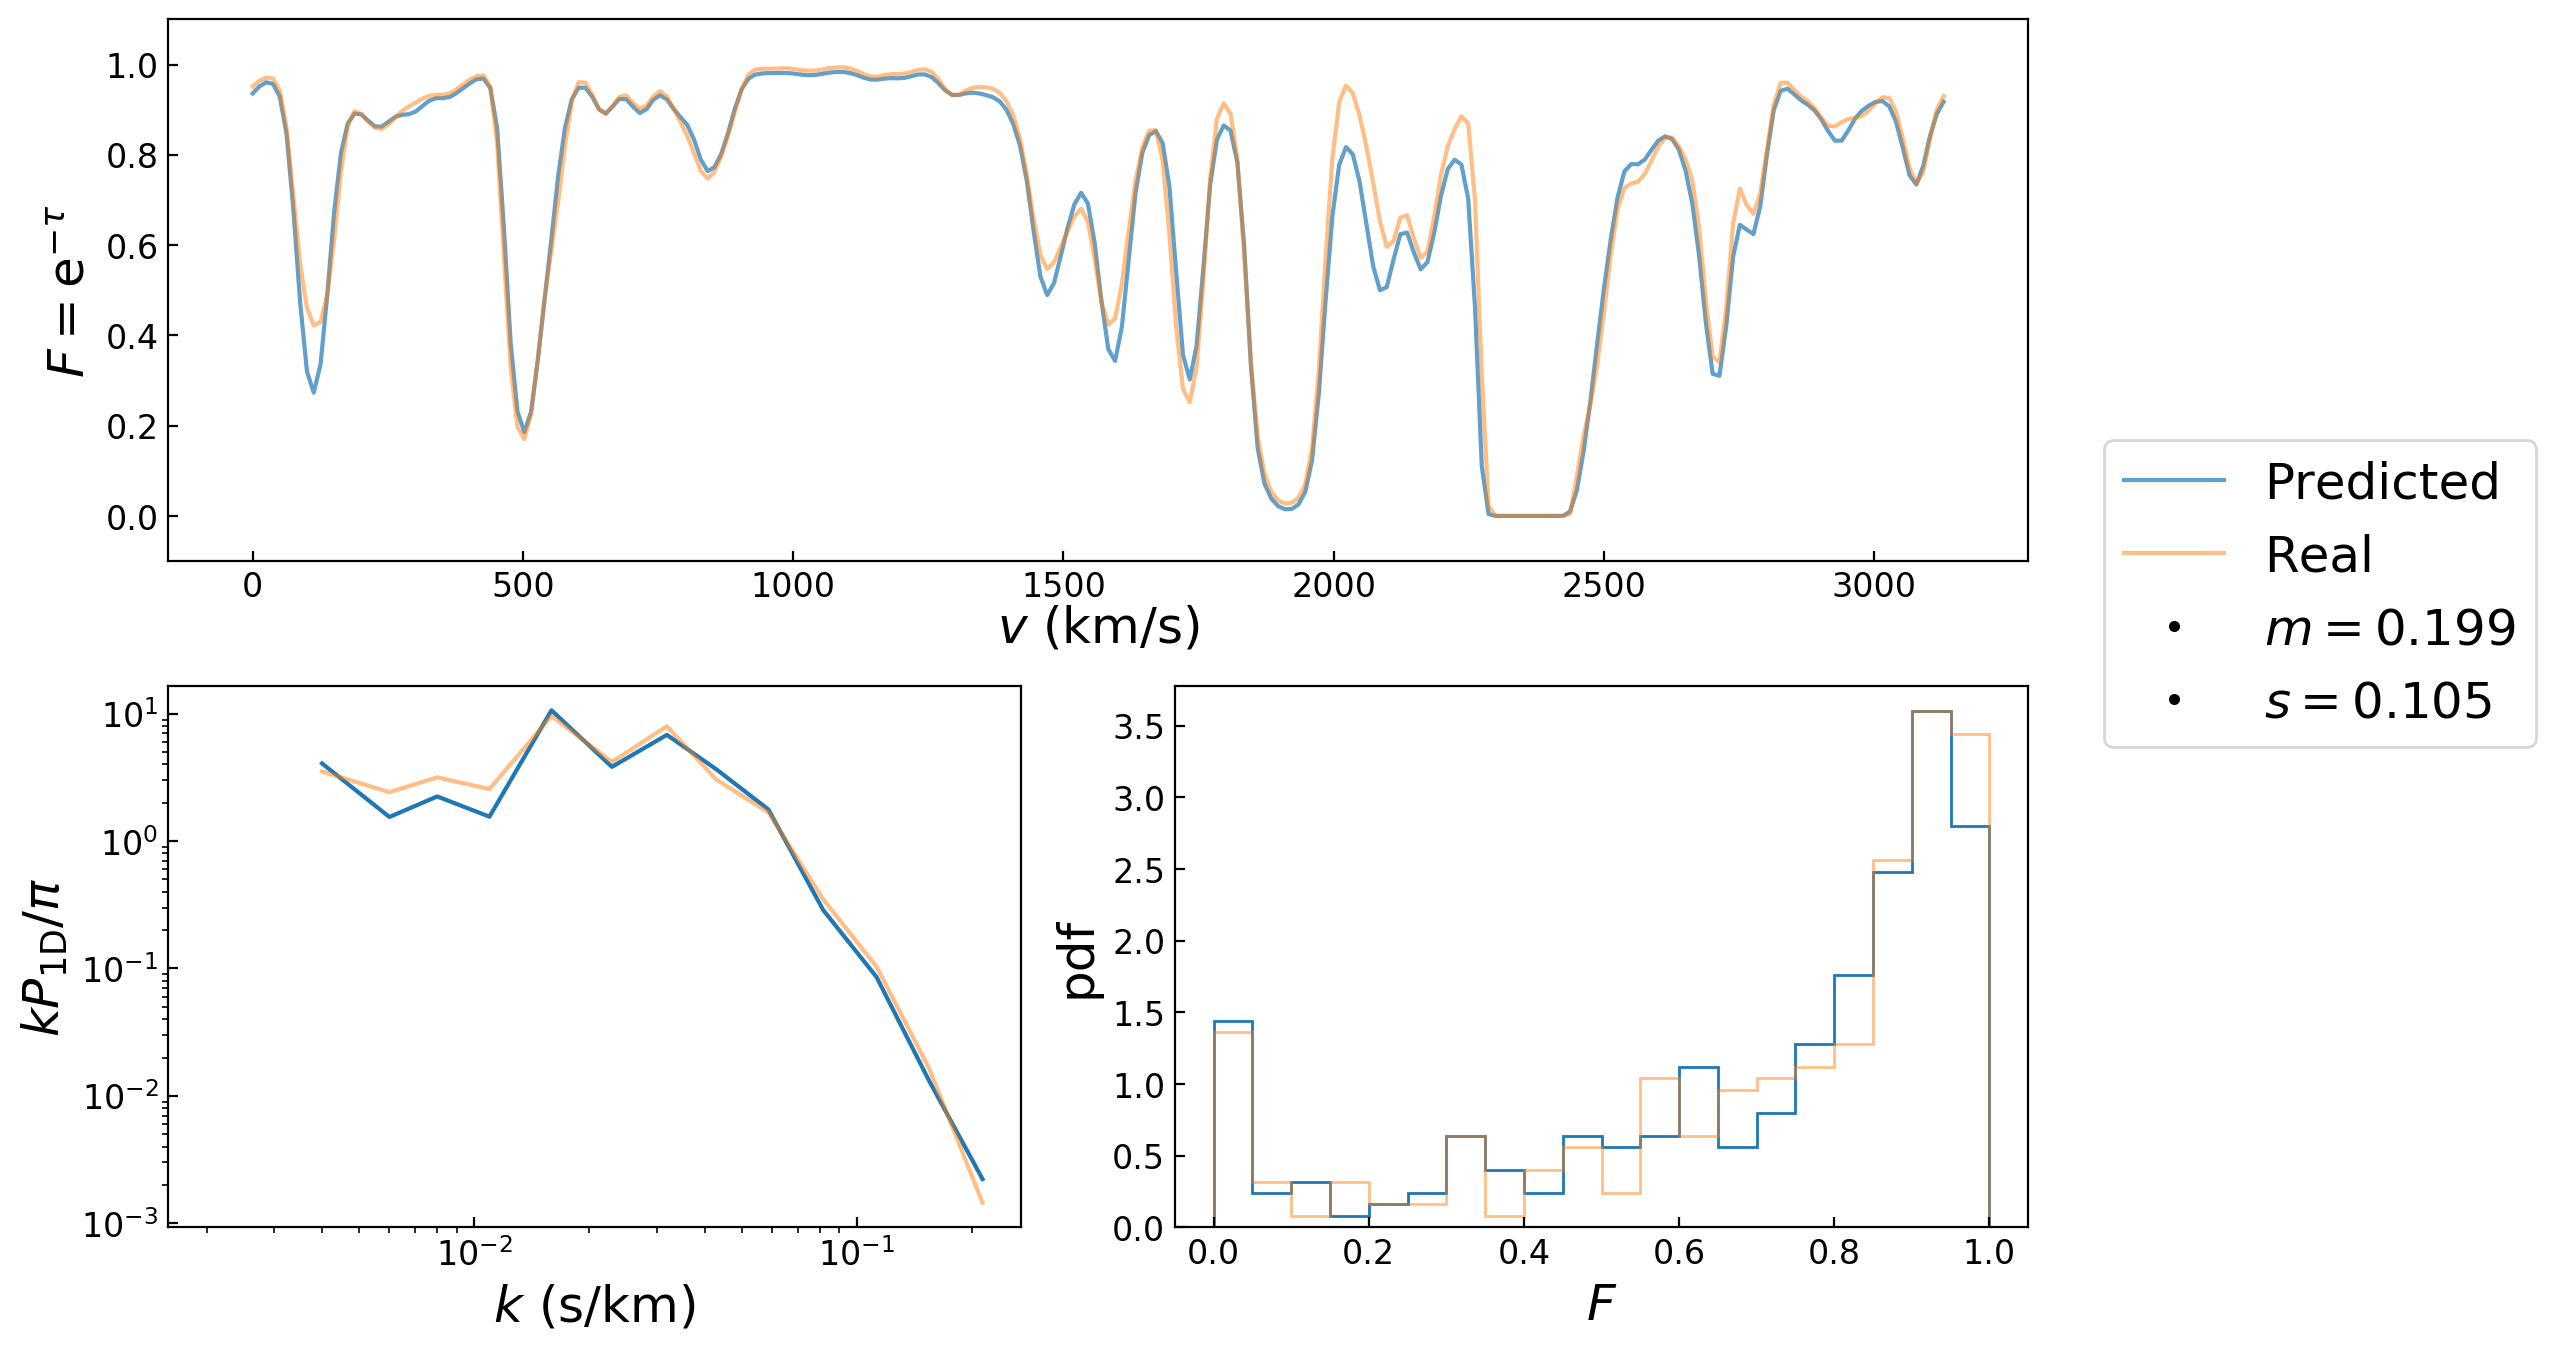 1.0
0.8
0.6
0.4
0.2
0.0
F = e^{−τ}
0 500 1000 1500 2000 2500 3000
v (km/s)
Predicted
Real
m = 0.199
s = 0.105
10^1
10^0
10^{−1}
10^{−2}
10^{−3}
kP_{1D}/π
10^{−2} 10^{−1}
k (s/km)
3.5
3.0
2.5
2.0
1.5
1.0
0.5
0.0
pdf
0.0 0.2 0.4 0.6 0.8 1.0
F